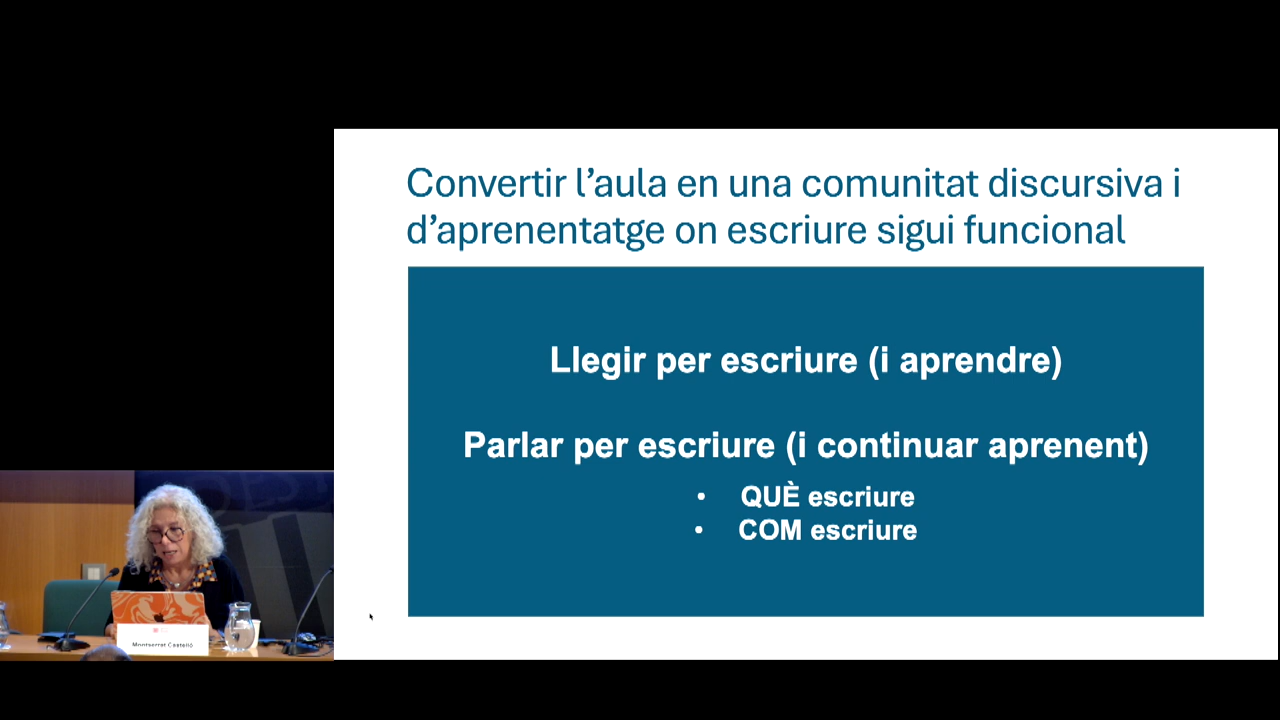 Convertir l’aula en una comunitat discursiva i
d’aprenentatge on escriure sigui funcional
Llegir per escriure (i aprendre)
Parlar per escriure (i continuar aprenent)
• QUÈ escriure
• COM escriure
Montserrat Castelló